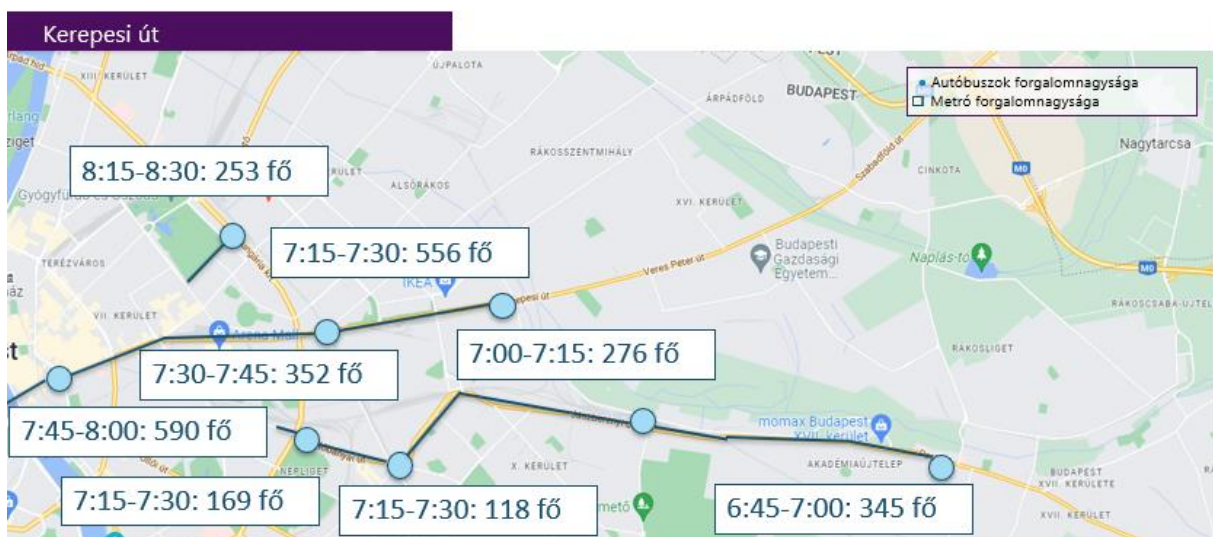 Kerepesi út
Autóbuszok forgalomnagysága
Metró forgalomnagysága
XIII. KERÜLET
ÚJPALOTA
ÁRPÁDFÖLD
BUDAPEST
Nagytarcsa
RÁKOSSZENTMIHÁLY
Szabadföld út
CINKOTA
M0
8:15-8:30: 253 fő
ALSÓRÁKOS
XVI. KERÜLET
7:15-7:30: 556 fő
TERÉZVÁROS
Budapesti
Gazdasági
Egyetem...
Naplás-tó
Veres Péter út
M0
IKEA
VII. KERÜLET
Arena Mall
7:00-7:15: 276 fő
RÁKOSLIGET
7:30-7:45: 352 fő
7:45-8:00: 590 fő
momax Budapest
XVII. kerület
NÉPLIGET
X. KERÜLET
AKADÉMIAÚJTELEP
BUDAPEST
XVII. KERÜLETE
7:15-7:30: 169 fő
7:15-7:30: 118 fő
6:45-7:00: 345 fő
XVII. KERÜLET